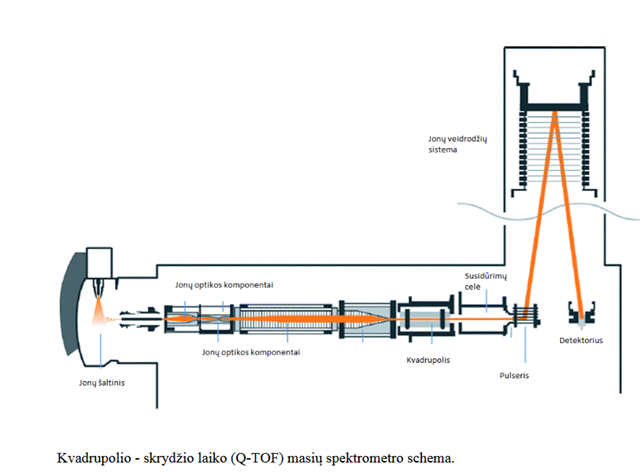 Jonų veidrodžių
sistema
Susidūrimų
celė
Jonų optikos komponentai
Jonų optikos komponentai
Kvadrupolis
Detektorius
Pulseris
Jonų šaltinis
Kvadrupolio - skrydžio laiko (Q-TOF) masių spektrometro schema.